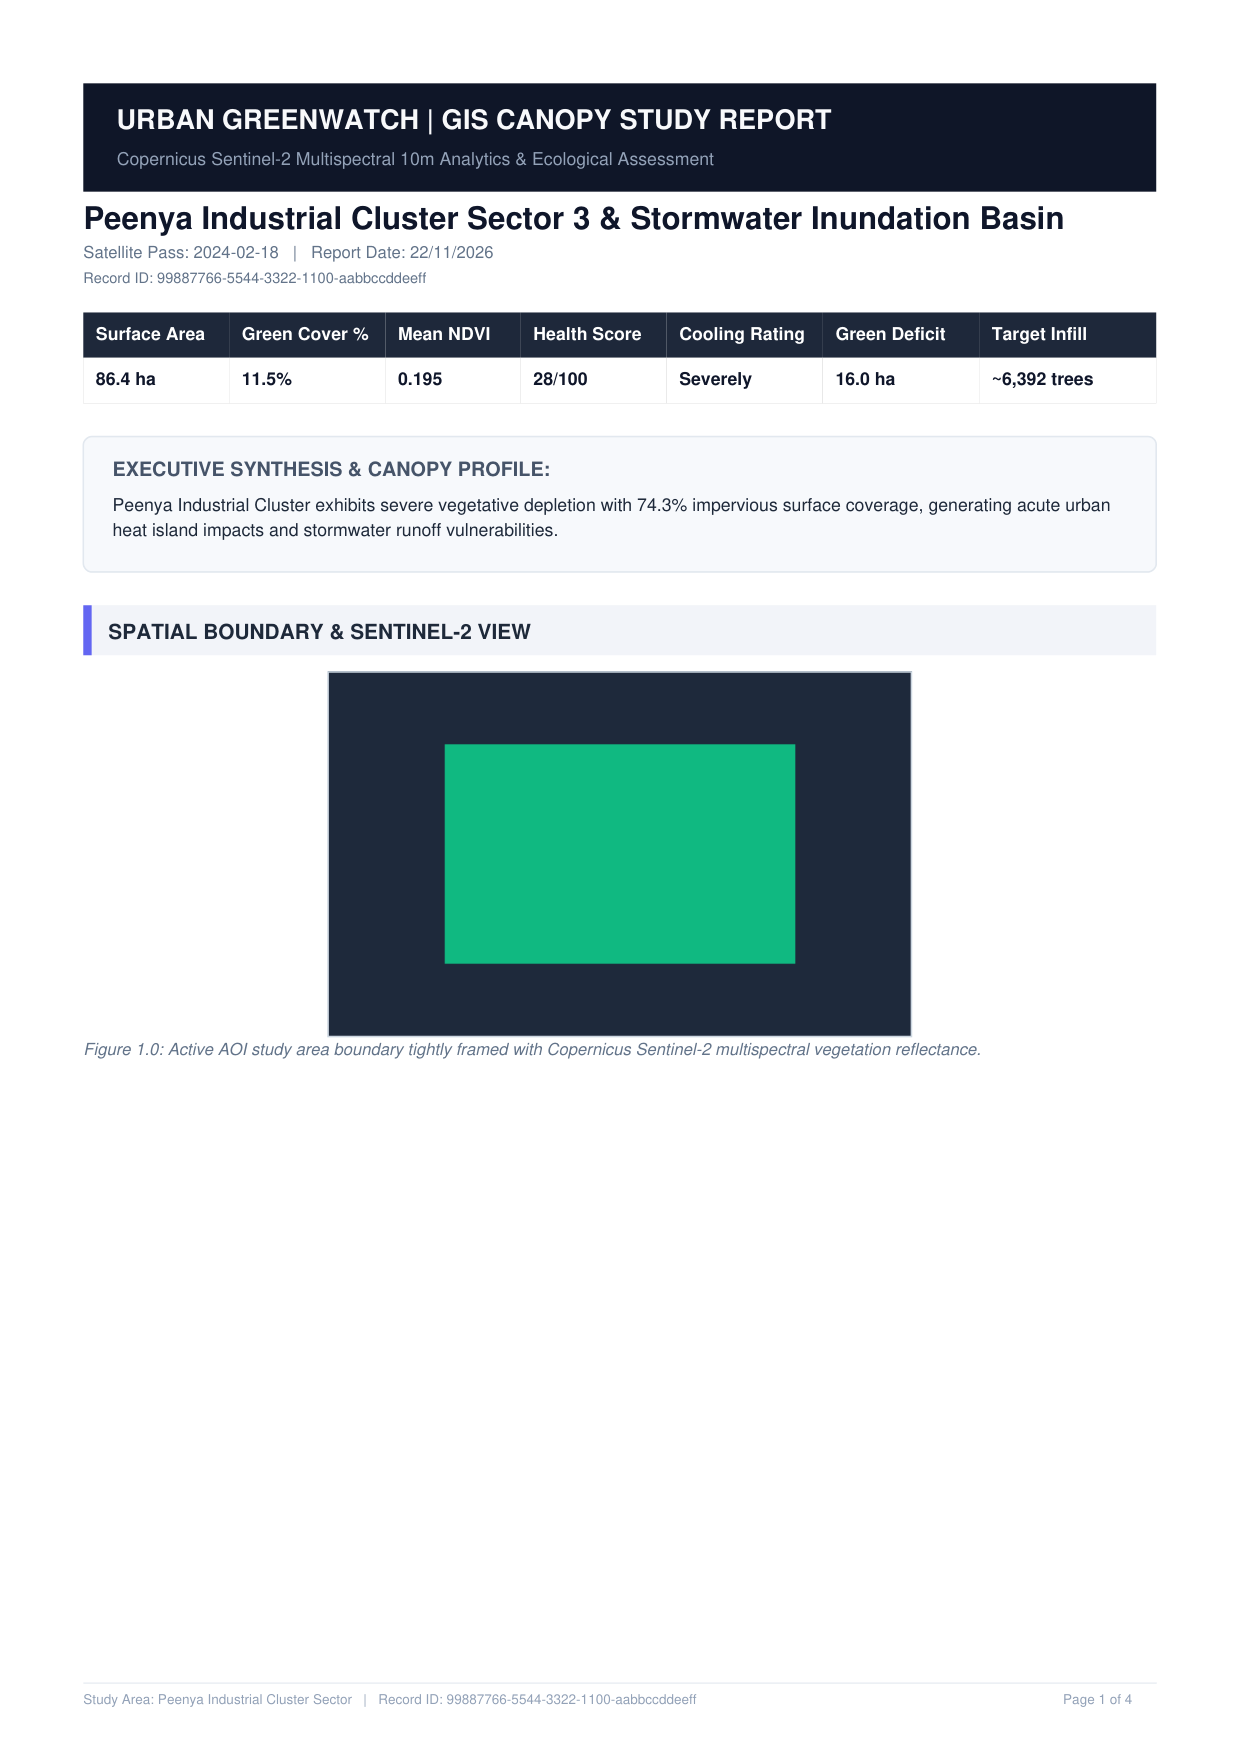 URBAN GREENWATCH | GIS CANOPY STUDY REPORT
Copernicus Sentinel-2 Multispectral 10m Analytics & Ecological Assessment
Peenya Industrial Cluster Sector 3 & Stormwater Inundation Basin
Satellite Pass: 2024-02-18 | Report Date: 22/11/2026
Record ID: 99887766-5544-3322-1100-aabbccddeeff
Surface Area Green Cover % Mean NDVI Health Score Cooling Rating Green Deficit Target Infill
86.4 ha 11.5% 0.195 28/100 Severely 16.0 ha ~6,392 trees
EXECUTIVE SYNTHESIS & CANOPY PROFILE:
Peenya Industrial Cluster exhibits severe vegetative depletion with 74.3% impervious surface coverage, generating acute urban
heat island impacts and stormwater runoff vulnerabilities.
SPATIAL BOUNDARY & SENTINEL-2 VIEW
Figure 1.0: Active AOI study area boundary tightly framed with Copernicus Sentinel-2 multispectral vegetation reflectance.
Study Area: Peenya Industrial Cluster Sector | Record ID: 99887766-5544-3322-1100-aabbccddeeff Page 1 of 4